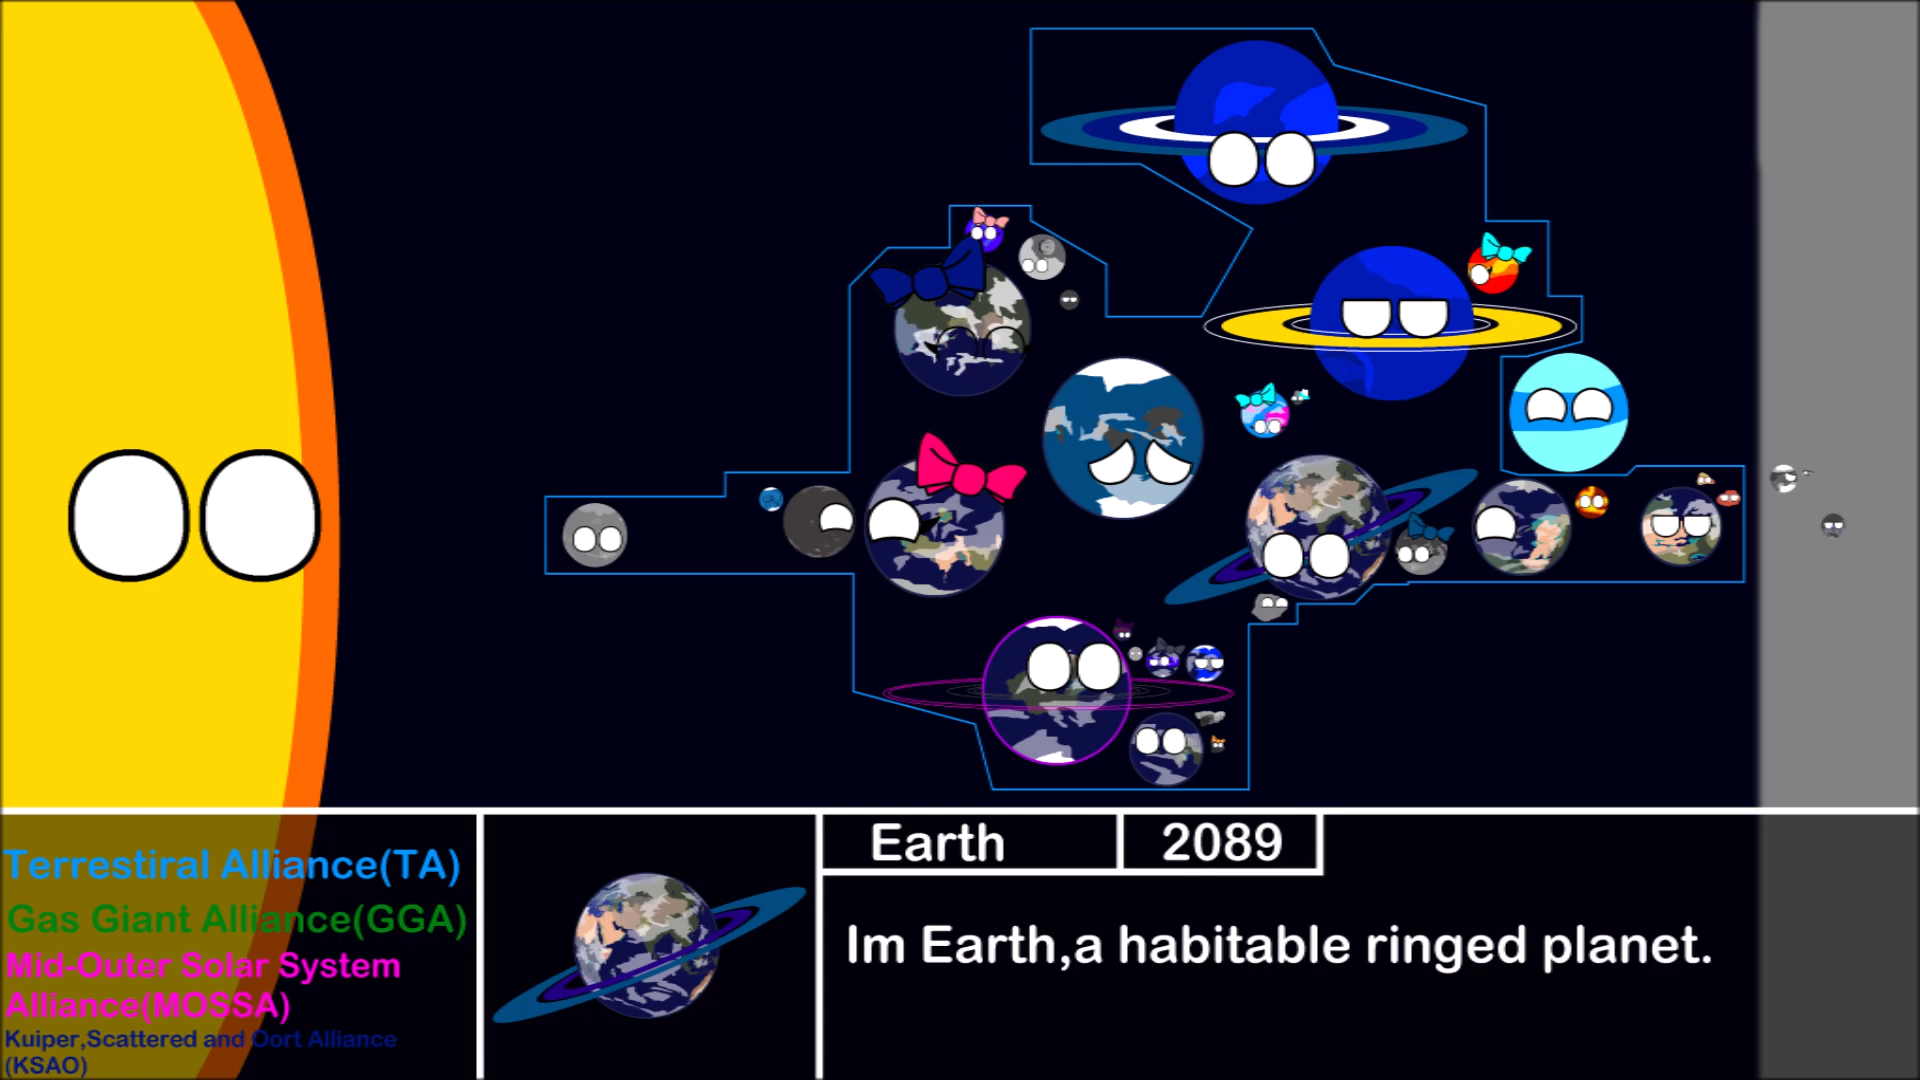 Terrestiral Alliance(TA)
Gas Giant Alliance(GGA)
Mid-Outer Solar System
Alliance(MOSSA)
Kuiper,Scattered and Oort Alliance
(KSAO)
Earth
2089
Im Earth,a habitable ringed planet.